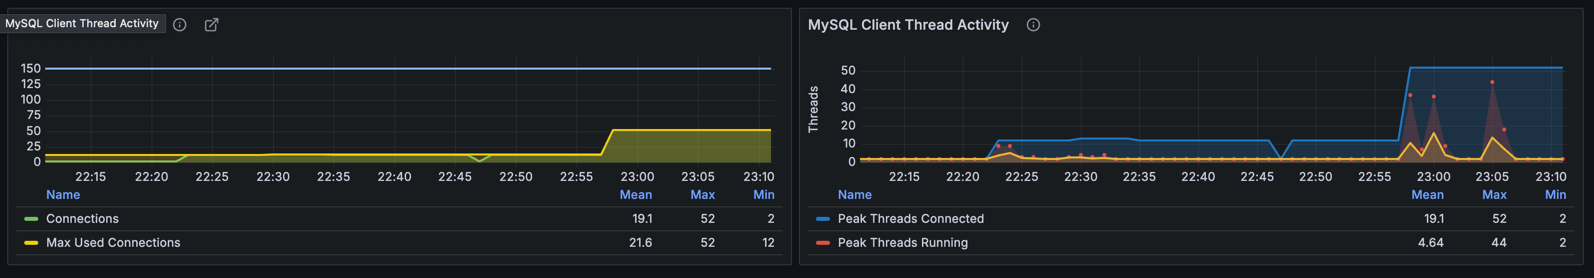 MySQL Client Thread Activity
150
125
100
75
50
25
0
22:15 22:20 22:25 22:30 22:35 22:40 22:45 22:50 22:55 23:00 23:05 23:10
Name Mean Max Min
Connections 19.1 52 2
Max Used Connections 21.6 52 12
MySQL Client Thread Activity
Threads
50
40
30
20
10
0
22:15 22:20 22:25 22:30 22:35 22:40 22:45 22:50 22:55 23:00 23:05 23:10
Name Mean Max Min
Peak Threads Connected 19.1 52 2
Peak Threads Running 4.64 44 2